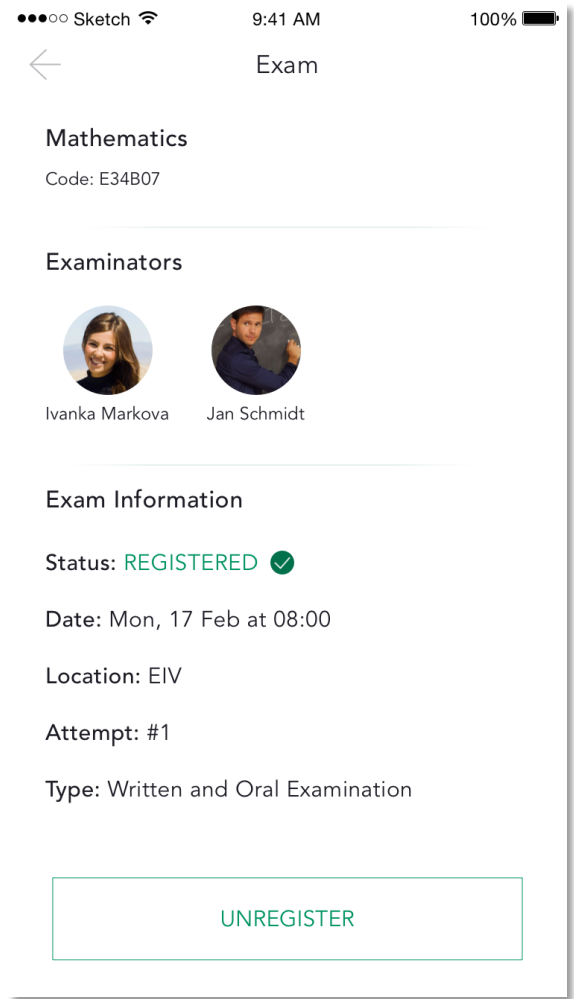 Sketch 9:41 AM 100%
Exam
Mathematics
Code: E34B07
Examinators
Ivanka Markova Jan Schmidt
Exam Information
Status: REGISTERED
Date: Mon, 17 Feb at 08:00
Location: EIV
Attempt: #1
Type: Written and Oral Examination
UNREGISTER